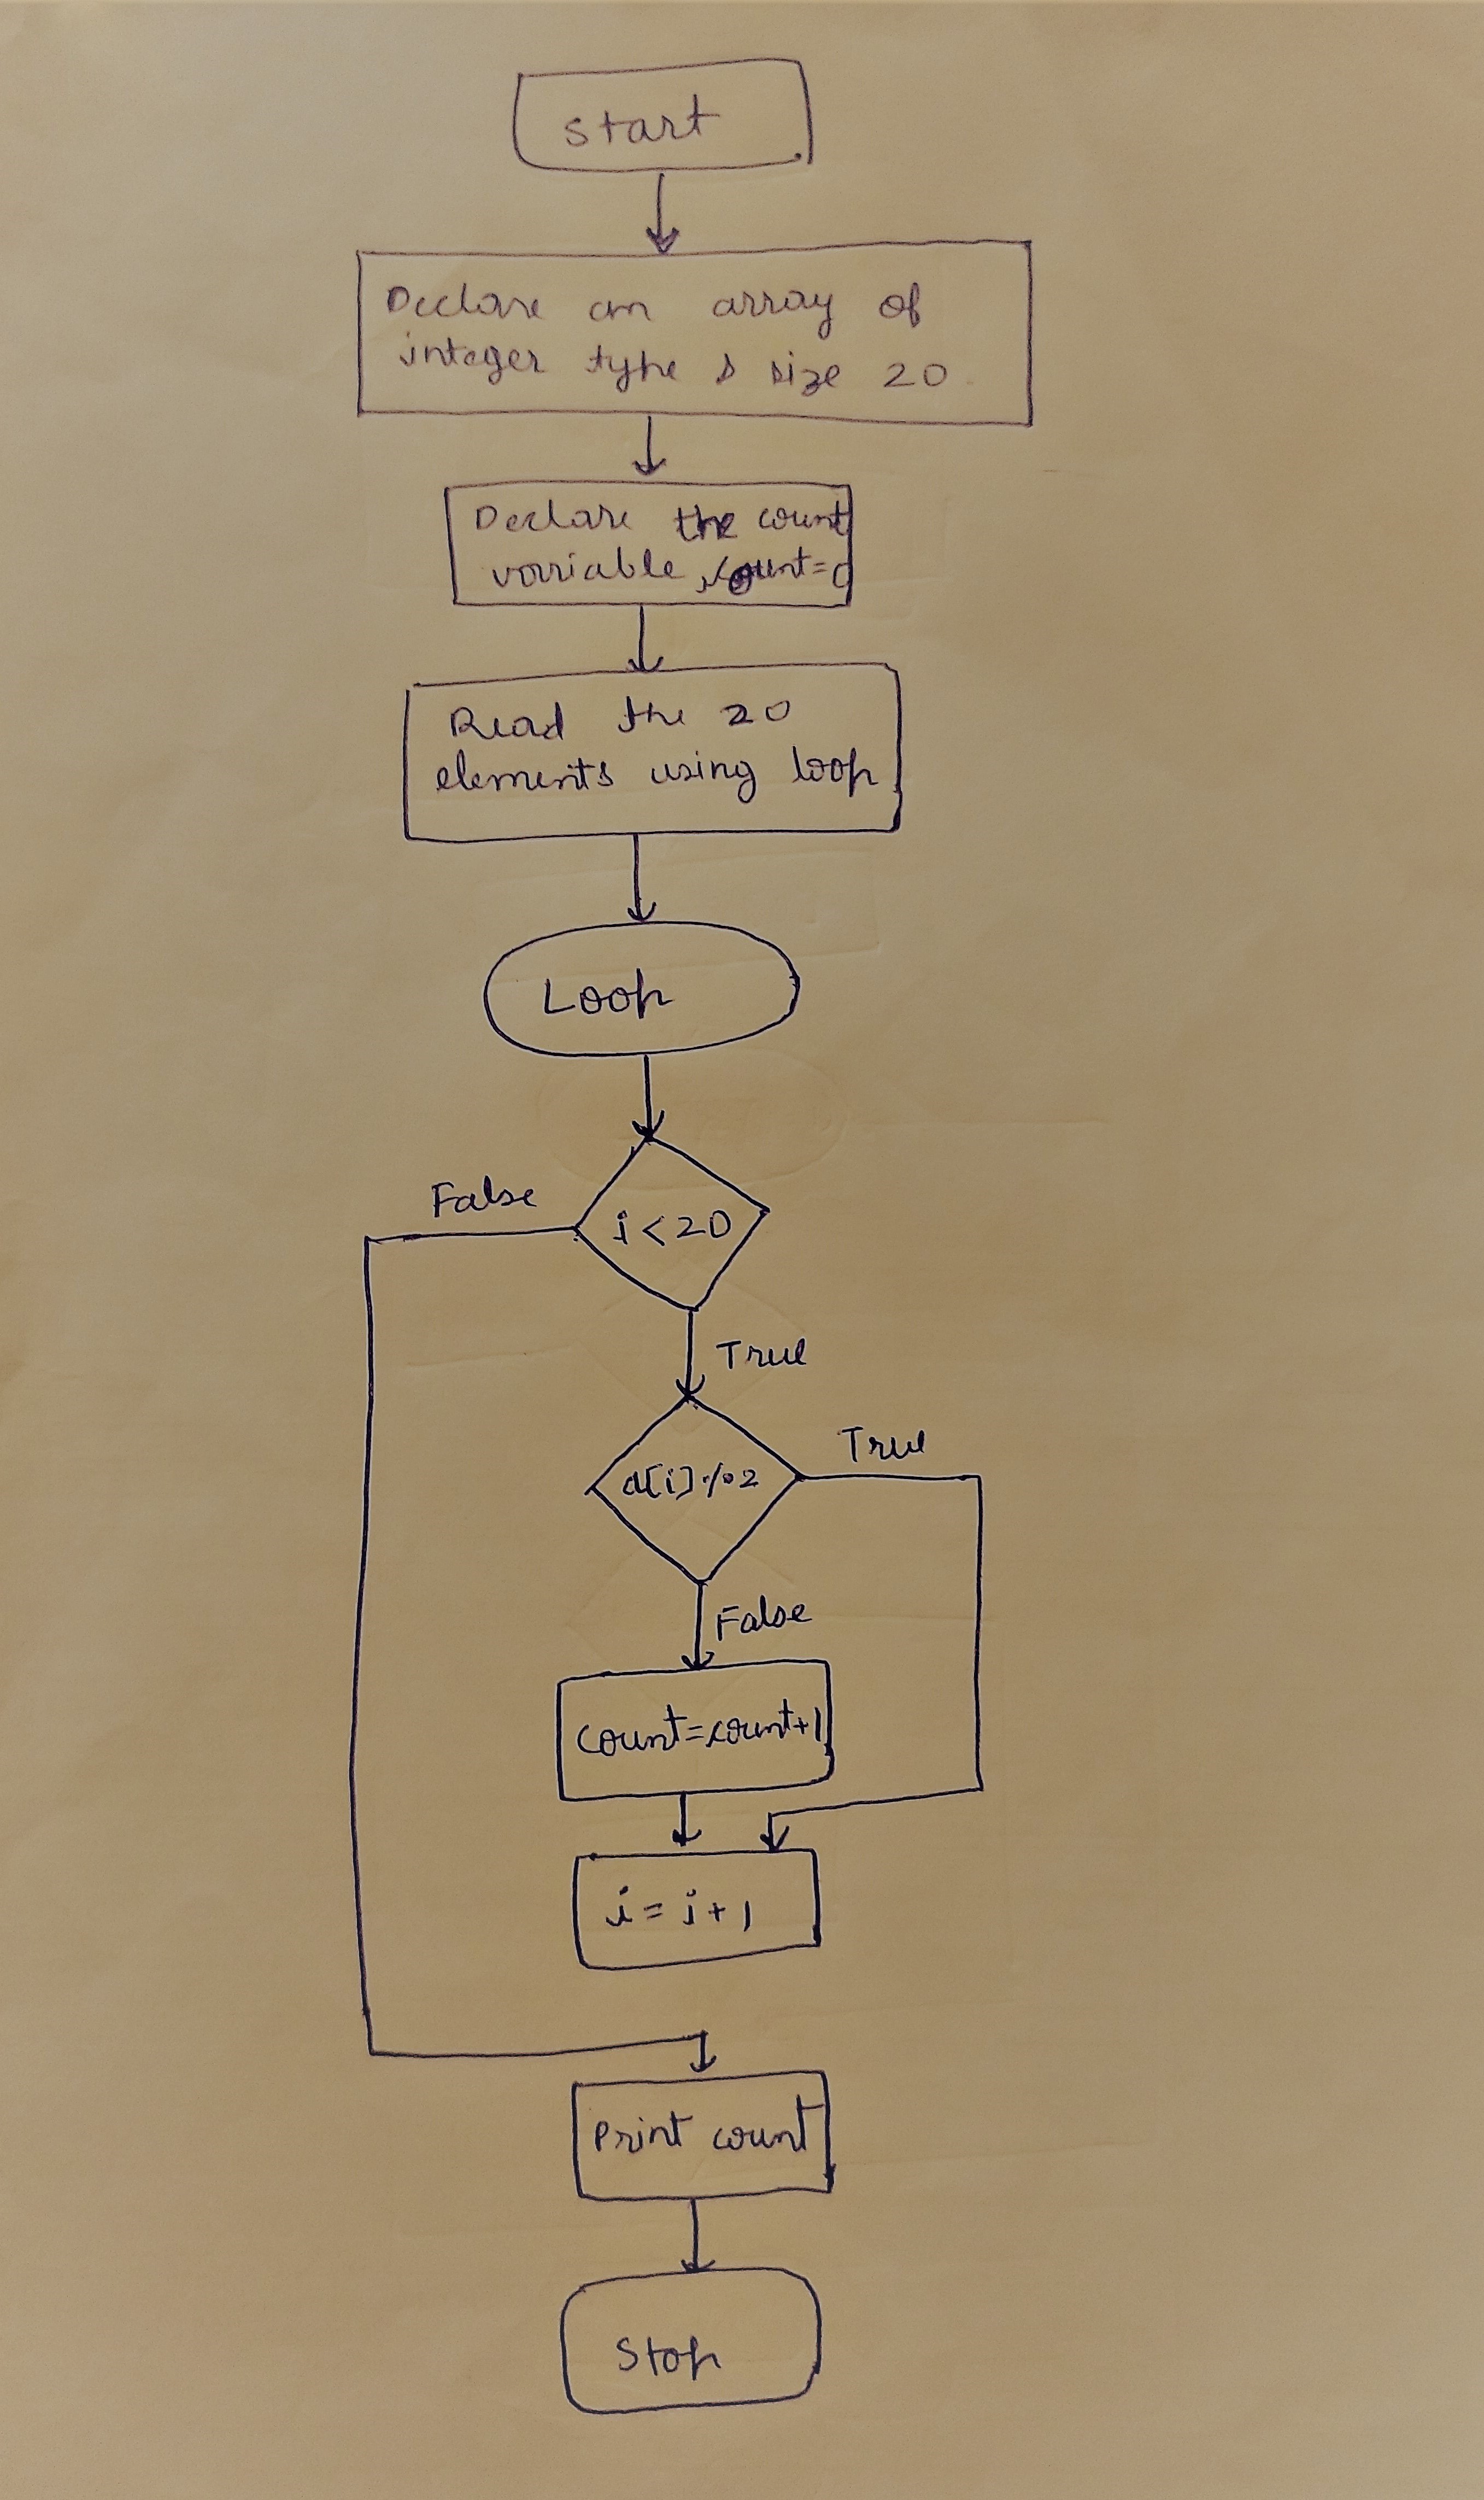 start
Declare an array of
integer type & size 20
Declare the count
variable, count=0
Read the 20
elements using loop
Loop
False
i<20
True
True
a[i]%2
False
count=count+1
i=i+1
Print count
Stop